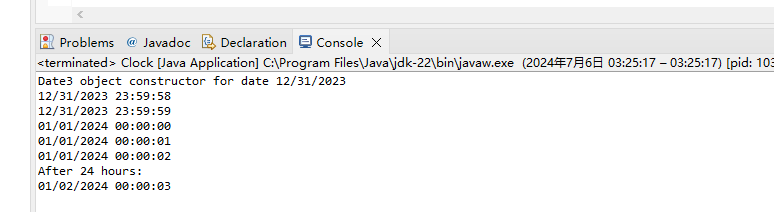 Problems @ Javadoc Declaration Console
<terminated> Clock [Java Application] C:\Program Files\Java\jdk-22\bin\javaw.exe (2024年7月6日 03:25:17 – 03:25:17) [pid: 103
Date3 object constructor for date 12/31/2023
12/31/2023 23:59:58
12/31/2023 23:59:59
01/01/2024 00:00:00
01/01/2024 00:00:01
01/01/2024 00:00:02
After 24 hours:
01/02/2024 00:00:03